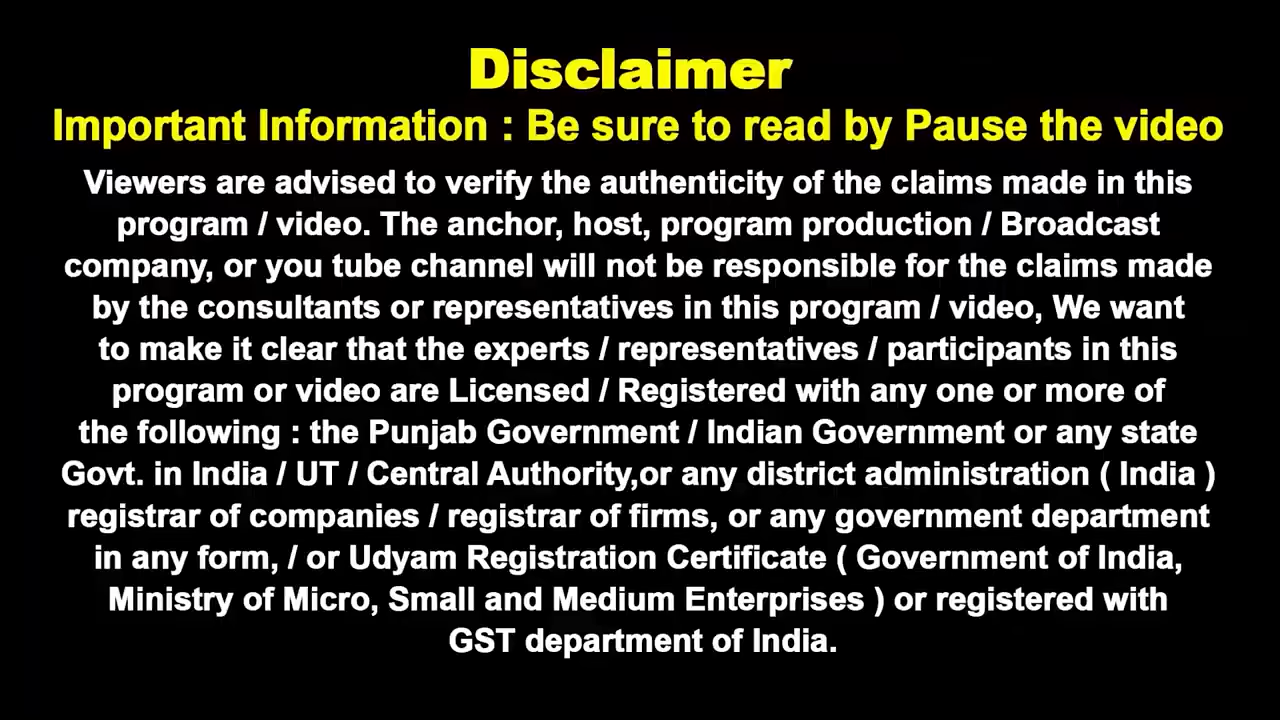 Disclaimer
Important Information : Be sure to read by Pause the video
Viewers are advised to verify the authenticity of the claims made in this
program / video. The anchor, host, program production / Broadcast
company, or you tube channel will not be responsible for the claims made
by the consultants or representatives in this program / video, We want
to make it clear that the experts / representatives / participants in this
program or video are Licensed / Registered with any one or more of
the following : the Punjab Government / Indian Government or any state
Govt. in India / UT / Central Authority,or any district administration ( India )
registrar of companies / registrar of firms, or any government department
in any form, / or Udyam Registration Certificate ( Government of India,
Ministry of Micro, Small and Medium Enterprises ) or registered with
GST department of India.